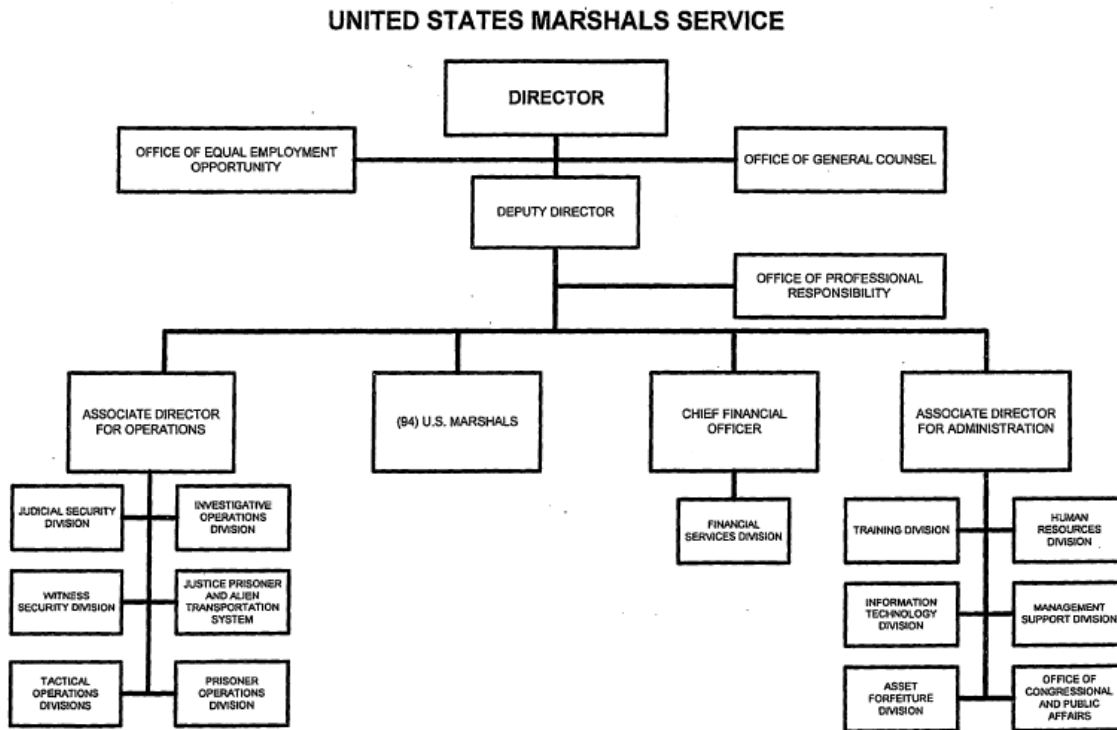 UNITED STATES MARSHALS SERVICE
DIRECTOR
OFFICE OF EQUAL EMPLOYMENT
OPPORTUNITY
OFFICE OF GENERAL COUNSEL
DEPUTY DIRECTOR
OFFICE OF PROFESSIONAL
RESPONSIBILITY
ASSOCIATE DIRECTOR
FOR OPERATIONS
(94) U.S. MARSHALS
CHIEF FINANCIAL
OFFICER
ASSOCIATE DIRECTOR
FOR ADMINISTRATION
JUDICIAL SECURITY
DIVISION
INVESTIGATIVE
OPERATIONS
DIVISION
FINANCIAL
SERVICES DIVISION
TRAINING DIVISION
HUMAN
RESOURCES
DIVISION
WITNESS
SECURITY DIVISION
JUSTICE PRISONER
AND ALIEN
TRANSPORTATION
SYSTEM
INFORMATION
TECHNOLOGY
DIVISION
MANAGEMENT
SUPPORT DIVISION
TACTICAL
OPERATIONS
DIVISIONS
PRISONER
OPERATIONS
DIVISION
ASSET
FORFEITURE
DIVISION
OFFICE OF
CONGRESSIONAL
AND PUBLIC
AFFAIRS